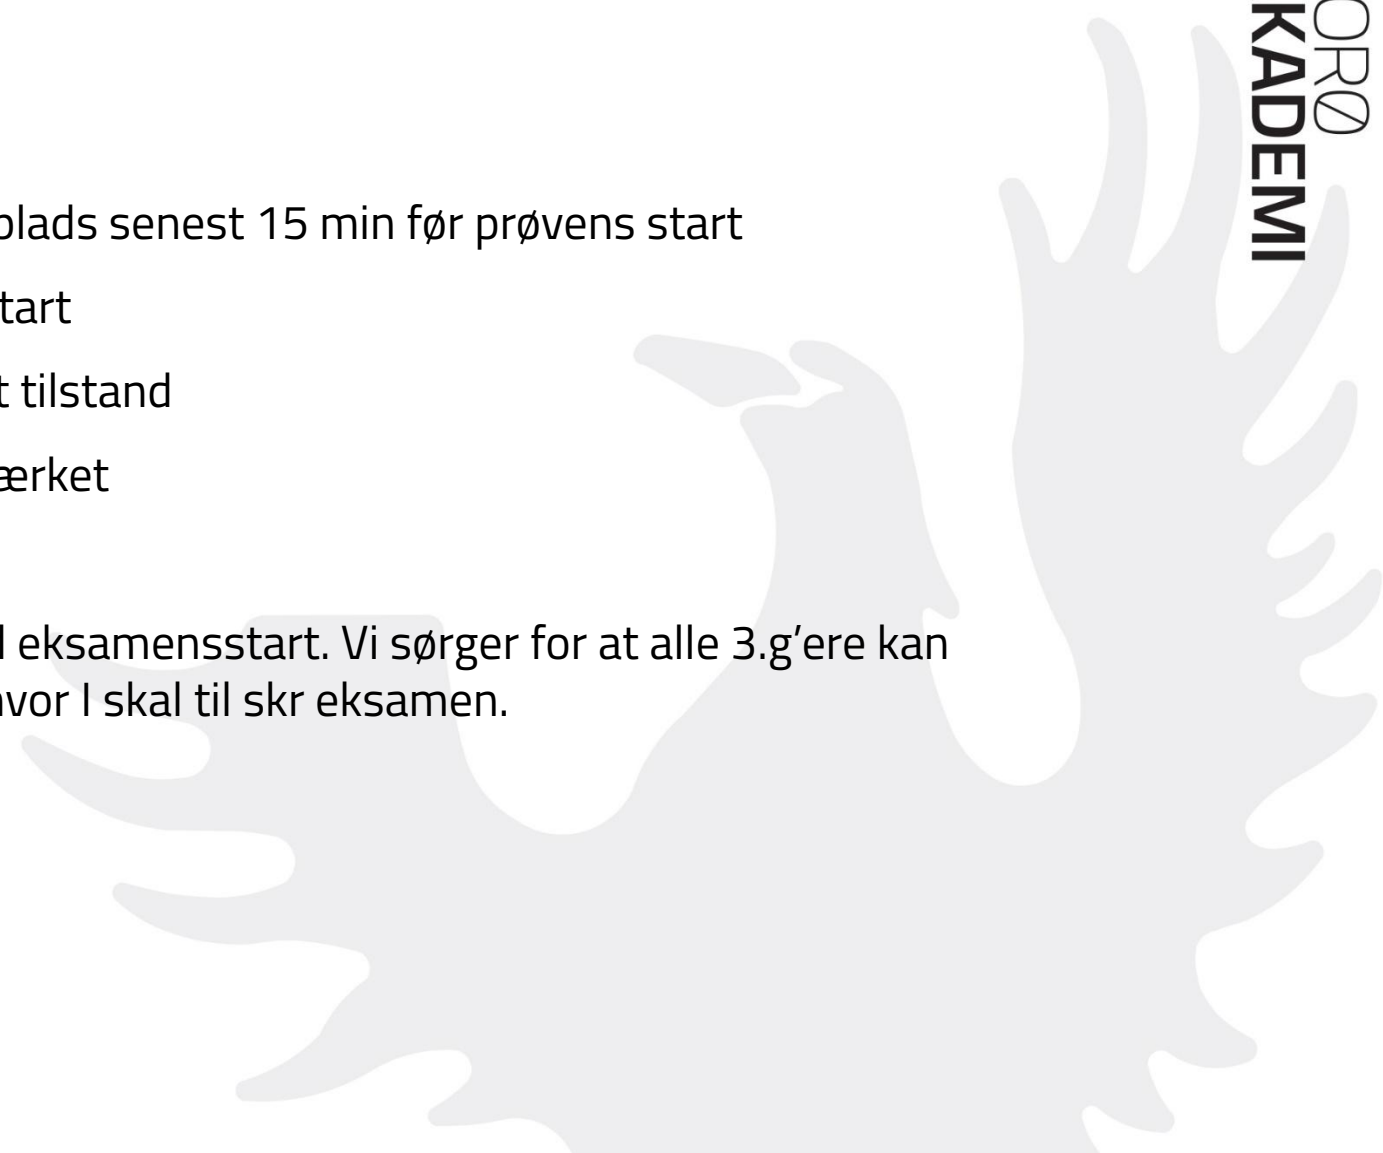 plads senest 15 min før prøvens start
tart
t tilstand
ærket
l eksamensstart. Vi sørger for at alle 3.g’ere kan
hvor I skal til skr eksamen.
ORØ
KADEMI